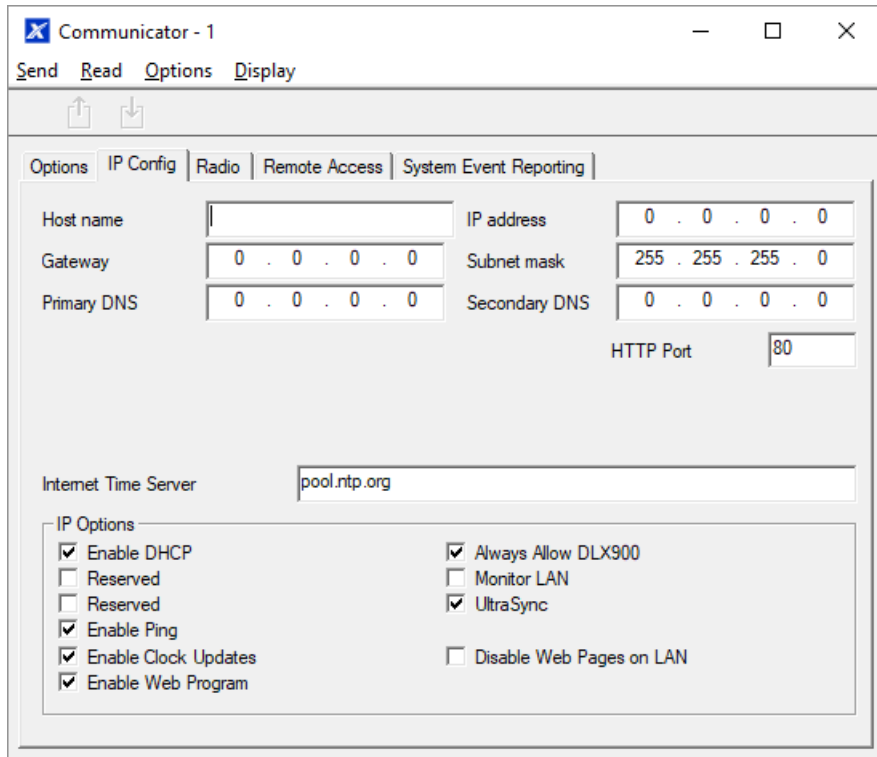 Communicator - 1
Send Read Options Display
Options IP Config Radio Remote Access System Event Reporting
Host name IP address 0 . 0 . 0 . 0
Gateway 0 . 0 . 0 . 0 Subnet mask 255 . 255 . 255 . 0
Primary DNS 0 . 0 . 0 . 0 Secondary DNS 0 . 0 . 0 . 0
HTTP Port 80
Internet Time Server pool.ntp.org
IP Options
Enable DHCP Always Allow DLX900
Reserved Monitor LAN
Reserved UltraSync
Enable Ping
Enable Clock Updates Disable Web Pages on LAN
Enable Web Program